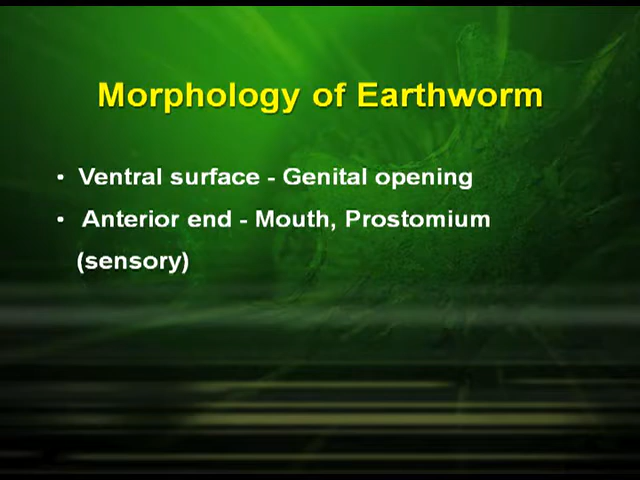 Morphology of Earthworm
• Ventral surface - Genital opening
• Anterior end - Mouth, Prostomium
(sensory)